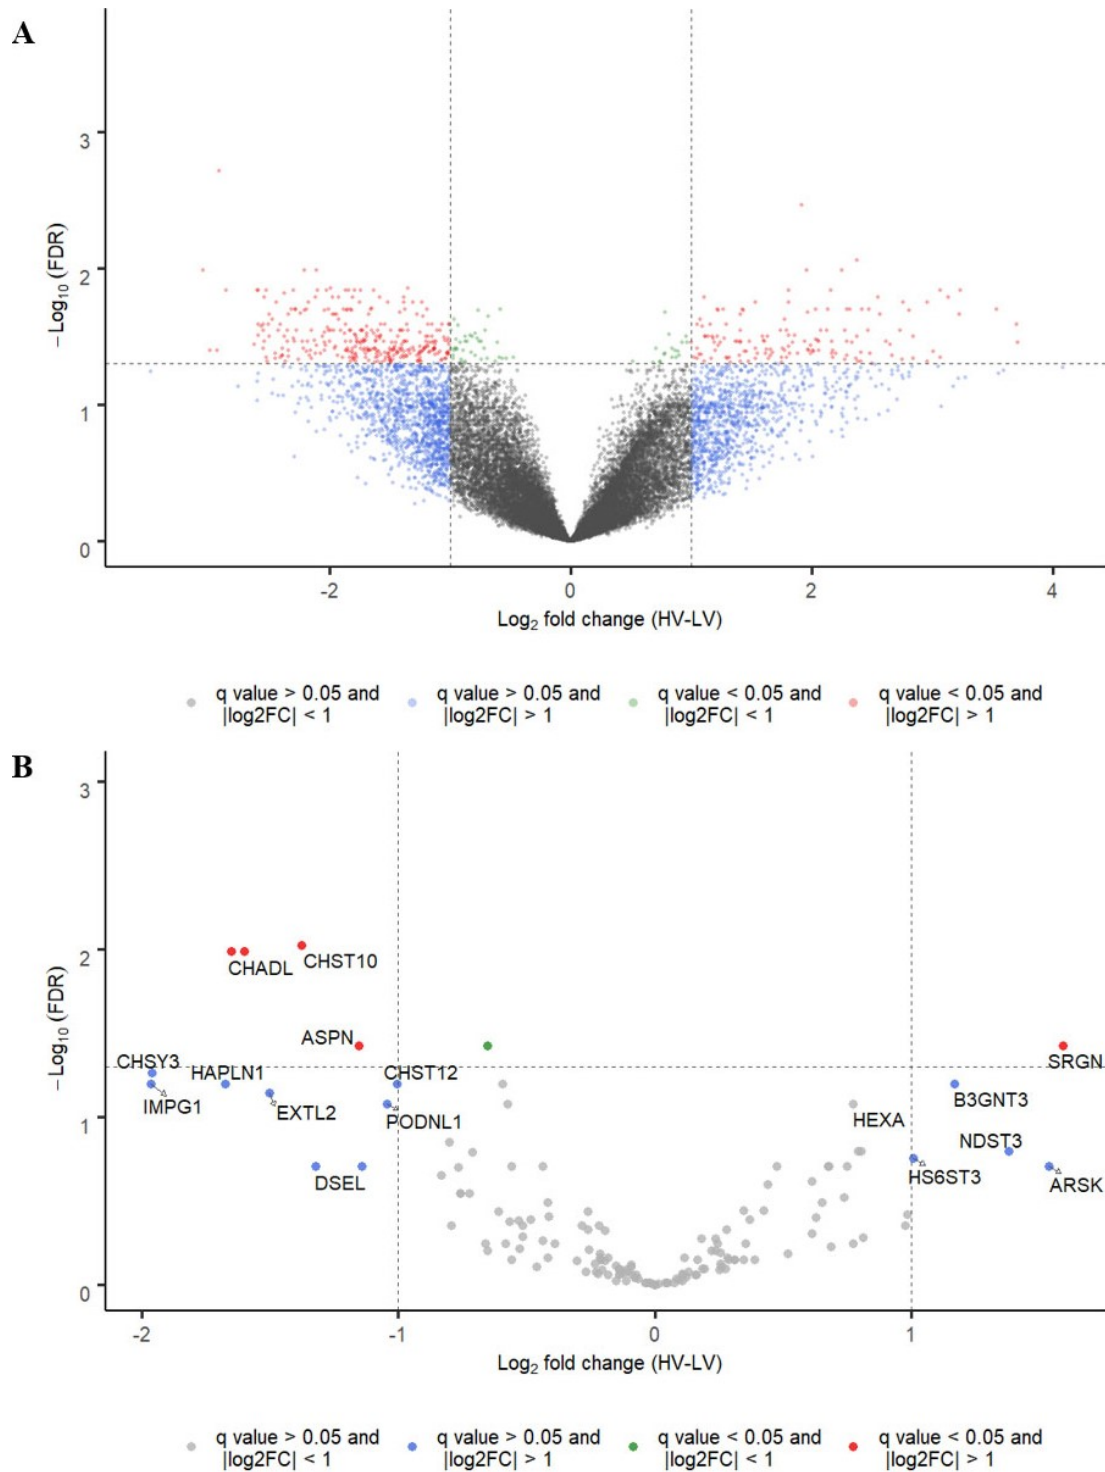 A
3
2
1
0
−Log10 (FDR)
-2
0
2
4
Log2 fold change (HV-LV)
q value > 0.05 and
|log2FC| < 1
q value > 0.05 and
|log2FC| > 1
q value < 0.05 and
|log2FC| < 1
q value < 0.05 and
|log2FC| > 1
B
3
2
1
0
−Log10 (FDR)
CHADL
CHST10
ASPN
SRGN
CHSY3
HAPLN1
CHST12
IMPG1
EXTL2
PODNL1
B3GNT3
HEXA
NDST3
DSEL
HS6ST3
ARSK
-2
-1
0
1
Log2 fold change (HV-LV)
q value > 0.05 and
|log2FC| < 1
q value > 0.05 and
|log2FC| > 1
q value < 0.05 and
|log2FC| < 1
q value < 0.05 and
|log2FC| > 1